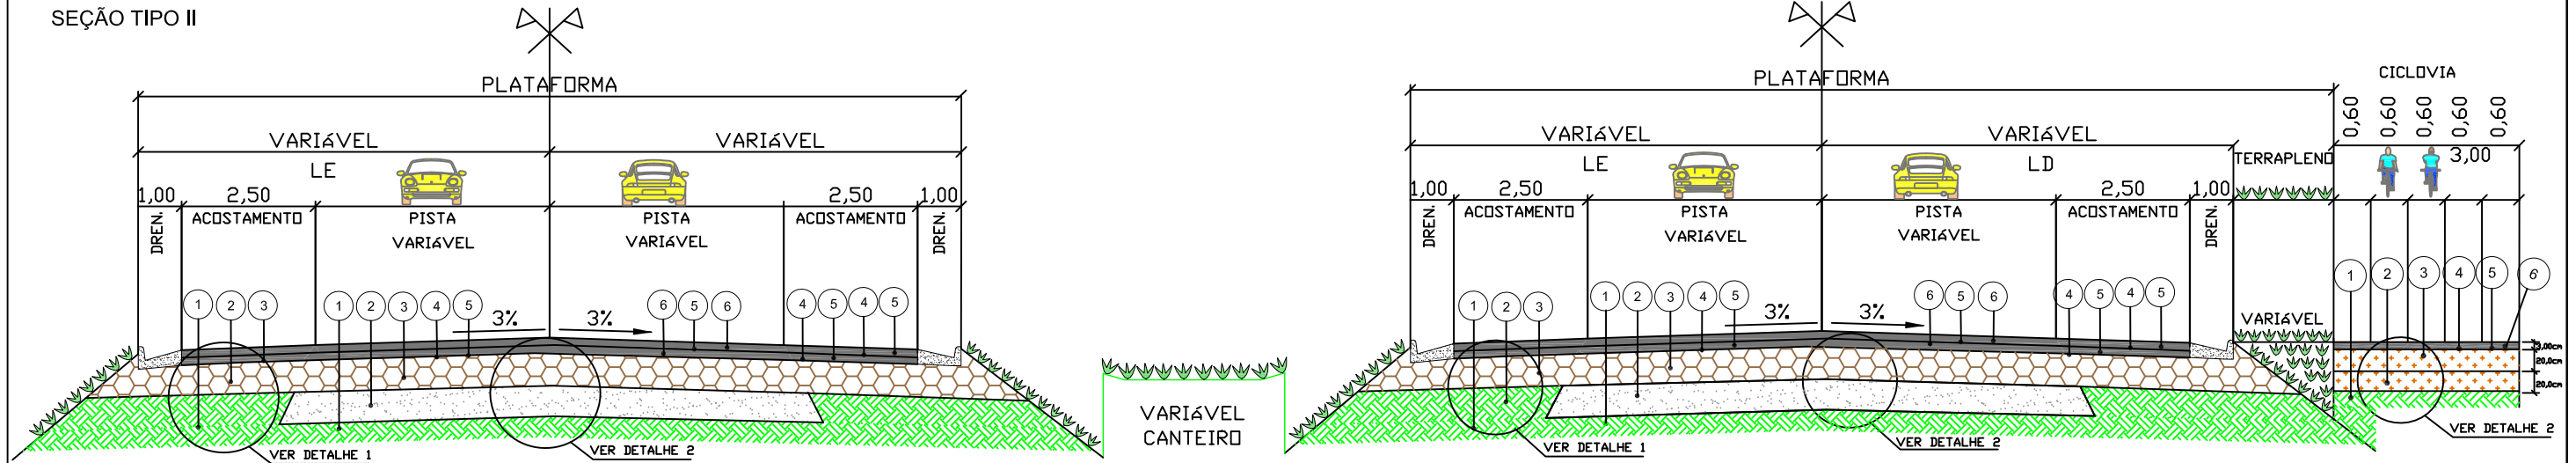 SEÇÃO TIPO II
PLATAFORMA
VARIÁVEL VARIÁVEL
LE
1,00 2,50 2,50 1,00
DREN. ACOSTAMENTO PISTA PISTA ACOSTAMENTO DREN.
VARIÁVEL VARIÁVEL
1 2 3 1 2 3 4 5 6 5 6 4 5 4 5
3% 3%
VER DETALHE 1 VER DETALHE 2
VARIÁVEL
CANTEIRO
PLATAFORMA
VARIÁVEL VARIÁVEL
LE LD
1,00 2,50 2,50 1,00
DREN. ACOSTAMENTO PISTA PISTA ACOSTAMENTO DREN.
VARIÁVEL VARIÁVEL
1 2 3 1 2 3 4 5 6 5 6 4 5 4 5
3% 3%
VER DETALHE 1 VER DETALHE 2
TERRAPLENO
VARIÁVEL
CICLOVIA
0,60 0,60 0,60 0,60 0,60
3,00
1 2 3 4 5 6
3,00cm
20,0cm
20,0cm
VER DETALHE 2